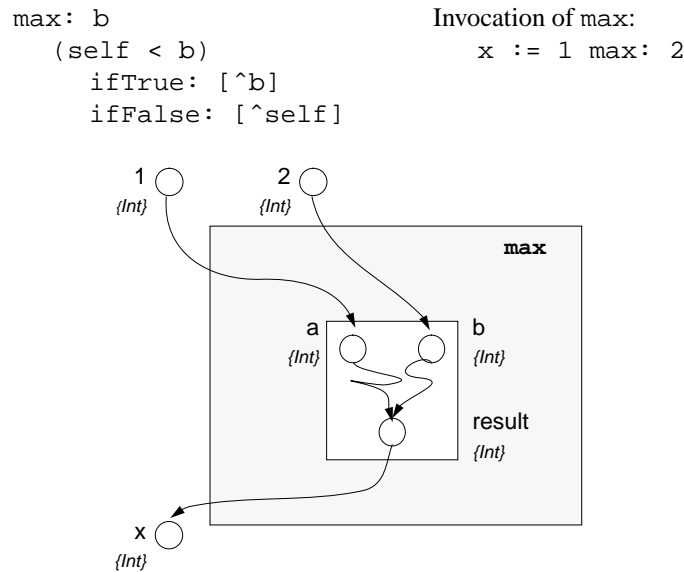 max: b
(self < b)
ifTrue: [^b]
ifFalse: [^self]
Invocation of max:
x := 1 max: 2
1
{Int}
2
{Int}
max
a
{Int}
b
{Int}
result
{Int}
x
{Int}